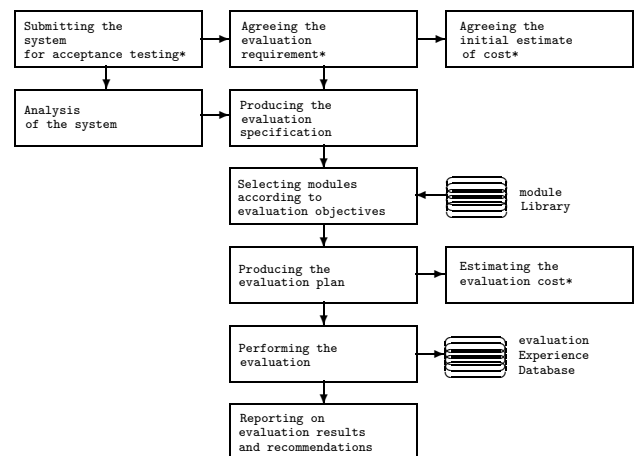 Submitting the
system
for acceptance testing*
Agreeing the
evaluation
requirement*
Agreeing the
initial estimate
of cost*
Analysis
of the system
Producing the
evaluation
specification
Selecting modules
according to
evaluation objectives
module
Library
Producing the
evaluation plan
Estimating the
evaluation cost*
Performing the
evaluation
evaluation
Experience
Database
Reporting on
evaluation results
and recommendations